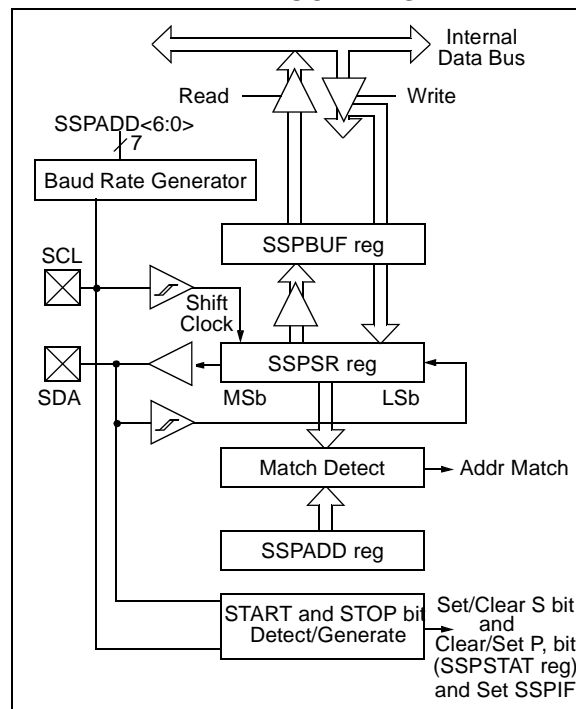 Internal
Data Bus
Read
Write
SSPADD<6:0>
7
Baud Rate Generator
SSPBUF reg
SCL
Shift
Clock
SSPSR reg
SDA
MSb
LSb
Match Detect
Addr Match
SSPADD reg
START and STOP bit
Detect/Generate
Set/Clear S bit
and
Clear/Set P, bit
(SSPSTAT reg)
and Set SSPIF